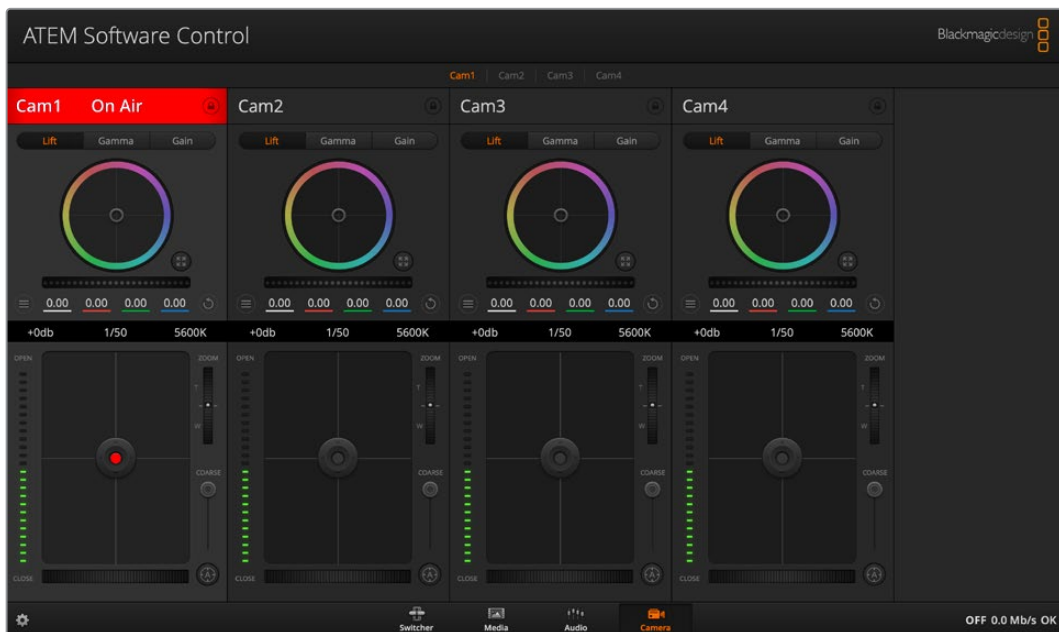 ATEM Software Control
Blackmagicdesign
Cam1 Cam2 Cam3 Cam4
Cam1 On Air
Lift Gamma Gain
0.00 0.00 0.00 0.00
+0db 1/50 5600K
OPEN ZOOM
T
W
COARSE
A
CLOSE
Cam2
Lift Gamma Gain
0.00 0.00 0.00 0.00
+0db 1/50 5600K
OPEN ZOOM
T
W
COARSE
A
CLOSE
Cam3
Lift Gamma Gain
0.00 0.00 0.00 0.00
+0db 1/50 5600K
OPEN ZOOM
T
W
COARSE
A
CLOSE
Cam4
Lift Gamma Gain
0.00 0.00 0.00 0.00
+0db 1/50 5600K
OPEN ZOOM
T
W
COARSE
A
CLOSE
Switcher Media Audio Camera
OFF 0.0 Mb/s OK